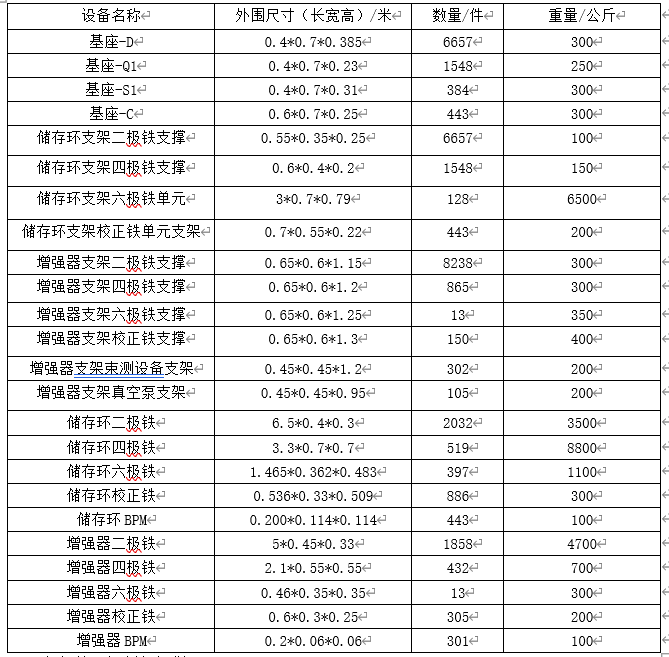 设备名称 外围尺寸（长宽高）/米 数量/件 重量/公斤
基座-D 0.4*0.7*0.385 6657 300
基座-Q1 0.4*0.7*0.23 1548 250
基座-S1 0.4*0.7*0.31 384 300
基座-C 0.6*0.7*0.25 443 300
储存环支架二极铁支撑 0.55*0.35*0.25 6657 100
储存环支架四极铁支撑 0.6*0.4*0.2 1548 150
储存环支架六极铁单元 3*0.7*0.79 128 6500
储存环支架校正铁单元支架 0.7*0.55*0.22 443 200
增强器支架二极铁支撑 0.65*0.6*1.15 8238 300
增强器支架四极铁支撑 0.65*0.6*1.2 865 300
增强器支架六极铁支撑 0.65*0.6*1.25 13 350
增强器支架校正铁支撑 0.65*0.6*1.3 150 400
增强器支架束测设备支架 0.45*0.45*1.2 302 200
增强器支架真空泵支架 0.45*0.45*0.95 105 200
储存环二极铁 6.5*0.4*0.3 2032 3500
储存环四极铁 3.3*0.7*0.7 519 8800
储存环六极铁 1.465*0.362*0.483 397 1100
储存环校正铁 0.536*0.33*0.509 886 300
储存环BPM 0.200*0.114*0.114 443 100
增强器二极铁 5*0.45*0.33 1858 4700
增强器四极铁 2.1*0.55*0.55 432 700
增强器六极铁 0.46*0.35*0.35 13 300
增强器校正铁 0.6*0.3*0.25 305 200
增强器BPM 0.2*0.06*0.06 301 100